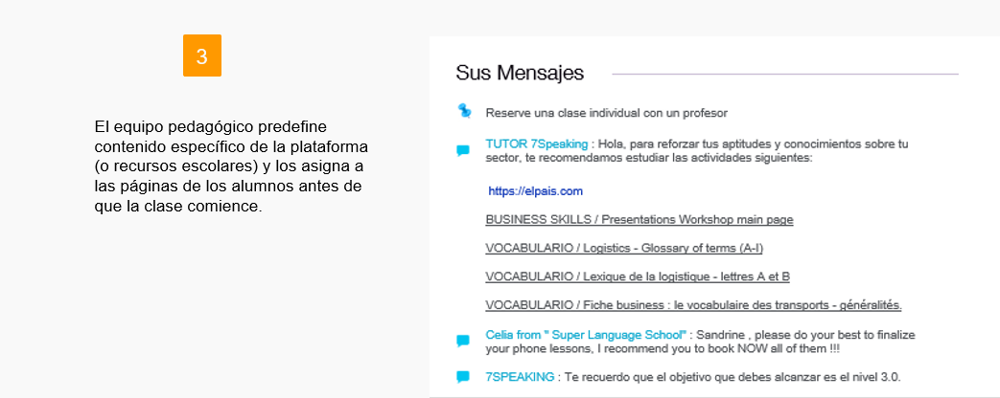 3
El equipo pedagógico predefine
contenido específico de la plataforma
(o recursos escolares) y los asigna a
las páginas de los alumnos antes de
que la clase comience.
Sus Mensajes
Reserve una clase individual con un profesor
TUTOR 7Speaking : Hola, para reforzar tus aptitudes y conocimientos sobre tu
sector, te recomendamos estudiar las actividades siguientes:
https://elpais.com
BUSINESS SKILLS / Presentations Workshop main page
VOCABULARIO / Logistics - Glossary of terms (A-I)
VOCABULARIO / Lexique de la logistique - lettres A et B
VOCABULARIO / Fiche business : le vocabulaire des transports - généralités.
Celia from " Super Language School" : Sandrine , please do your best to finalize
your phone lessons, I recommend you to book NOW all of them !!!
7SPEAKING : Te recuerdo que el objetivo que debes alcanzar es el nivel 3.0.